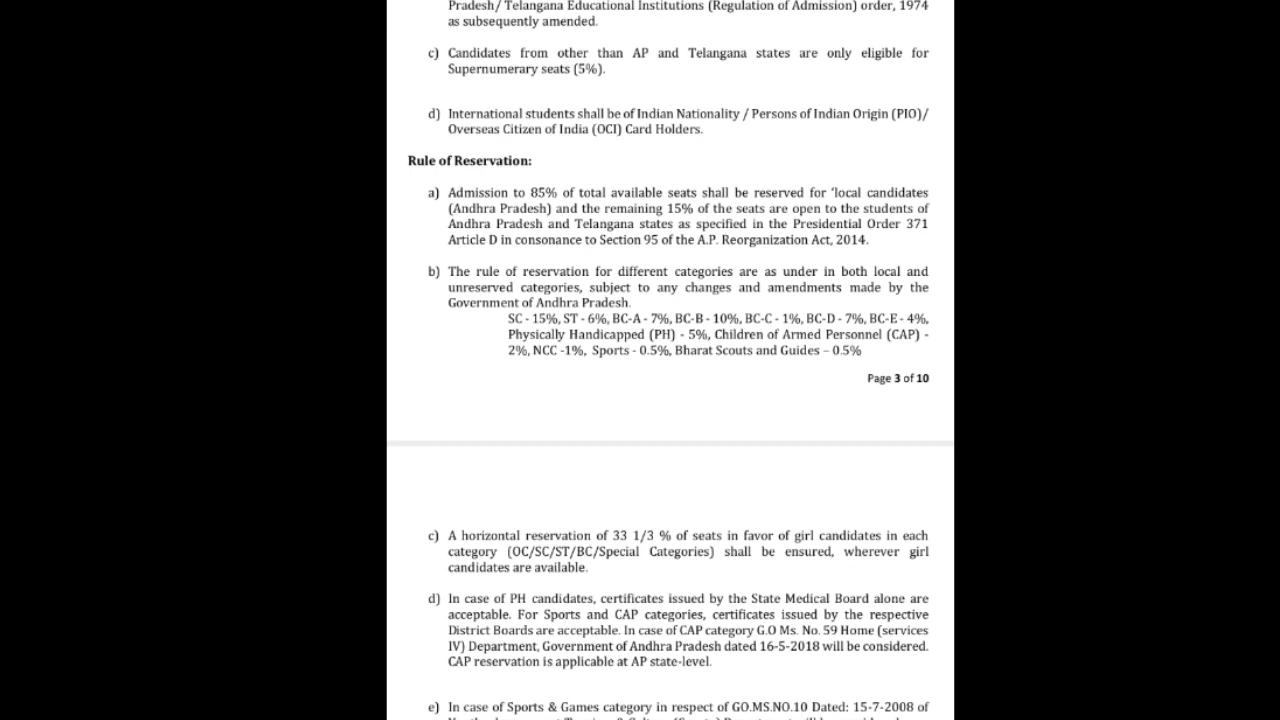 Pradesh/ Telangana Educational Institutions (Regulation of Admission) order, 1974
as subsequently amended.
c) Candidates from other than AP and Telangana states are only eligible for
Supernumerary seats (5%).
d) International students shall be of Indian Nationality / Persons of Indian Origin (PIO)/
Overseas Citizen of India (OCI) Card Holders.
Rule of Reservation:
a) Admission to 85% of total available seats shall be reserved for ‘local candidates
(Andhra Pradesh) and the remaining 15% of the seats are open to the students of
Andhra Pradesh and Telangana states as specified in the Presidential Order 371
Article D in consonance to Section 95 of the A.P. Reorganization Act, 2014.
b) The rule of reservation for different categories are as under in both local and
unreserved categories, subject to any changes and amendments made by the
Government of Andhra Pradesh.
SC - 15%, ST - 6%, BC-A - 7%, BC-B - 10%, BC-C - 1%, BC-D - 7%, BC-E - 4%,
Physically Handicapped (PH) - 5%, Children of Armed Personnel (CAP) -
2%, NCC -1%, Sports - 0.5%, Bharat Scouts and Guides – 0.5%
Page 3 of 10
c) A horizontal reservation of 33 1/3 % of seats in favor of girl candidates in each
category (OC/SC/ST/BC/Special Categories) shall be ensured, wherever girl
candidates are available.
d) In case of PH candidates, certificates issued by the State Medical Board alone are
acceptable. For Sports and CAP categories, certificates issued by the respective
District Boards are acceptable. In case of CAP category G.O Ms. No. 59 Home (services
IV) Department, Government of Andhra Pradesh dated 16-5-2018 will be considered.
CAP reservation is applicable at AP state-level.
e) In case of Sports & Games category in respect of GO.MS.NO.10 Dated: 15-7-2008 of